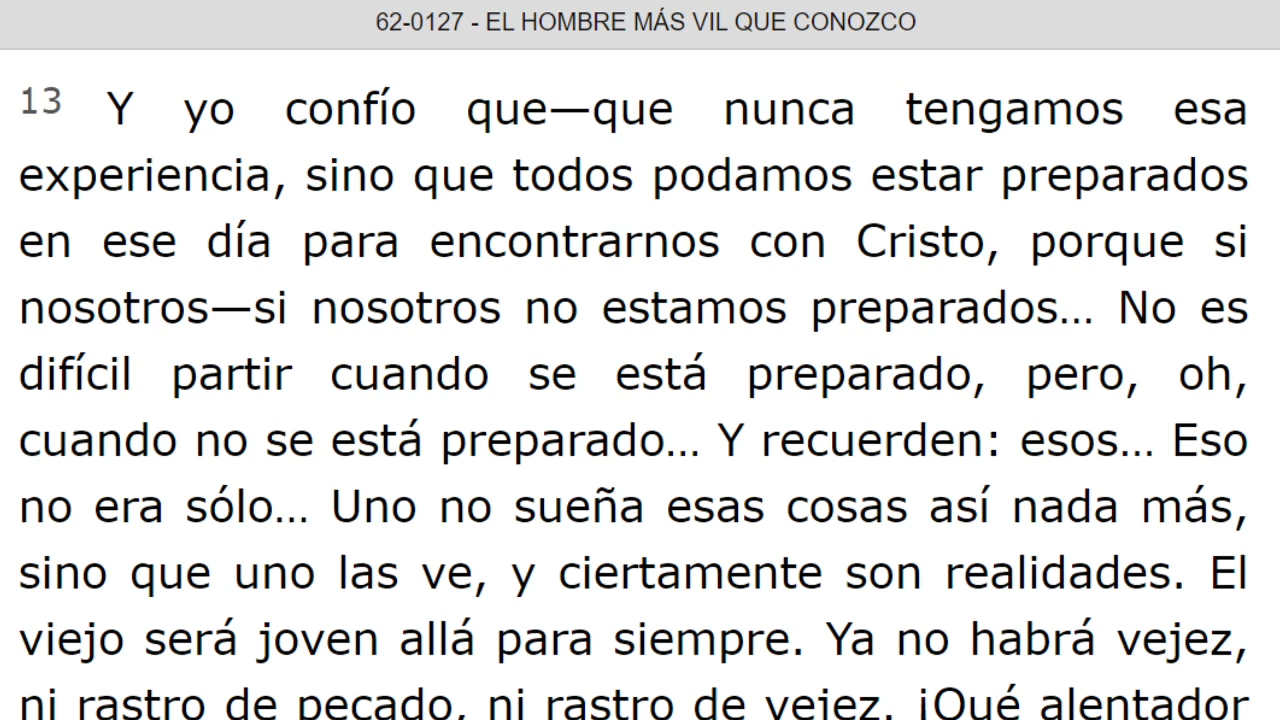 62-0127 - EL HOMBRE MÁS VIL QUE CONOZCO
13 Y yo confío que—que nunca tengamos esa
experiencia, sino que todos podamos estar preparados
en ese día para encontrarnos con Cristo, porque si
nosotros—si nosotros no estamos preparados… No es
difícil partir cuando se está preparado, pero, oh,
cuando no se está preparado… Y recuerden: esos… Eso
no era sólo… Uno no sueña esas cosas así nada más,
sino que uno las ve, y ciertamente son realidades. El
viejo será joven allá para siempre. Ya no habrá vejez,
ni rastro de pecado, ni rastro de vejez. ¡Qué alentador